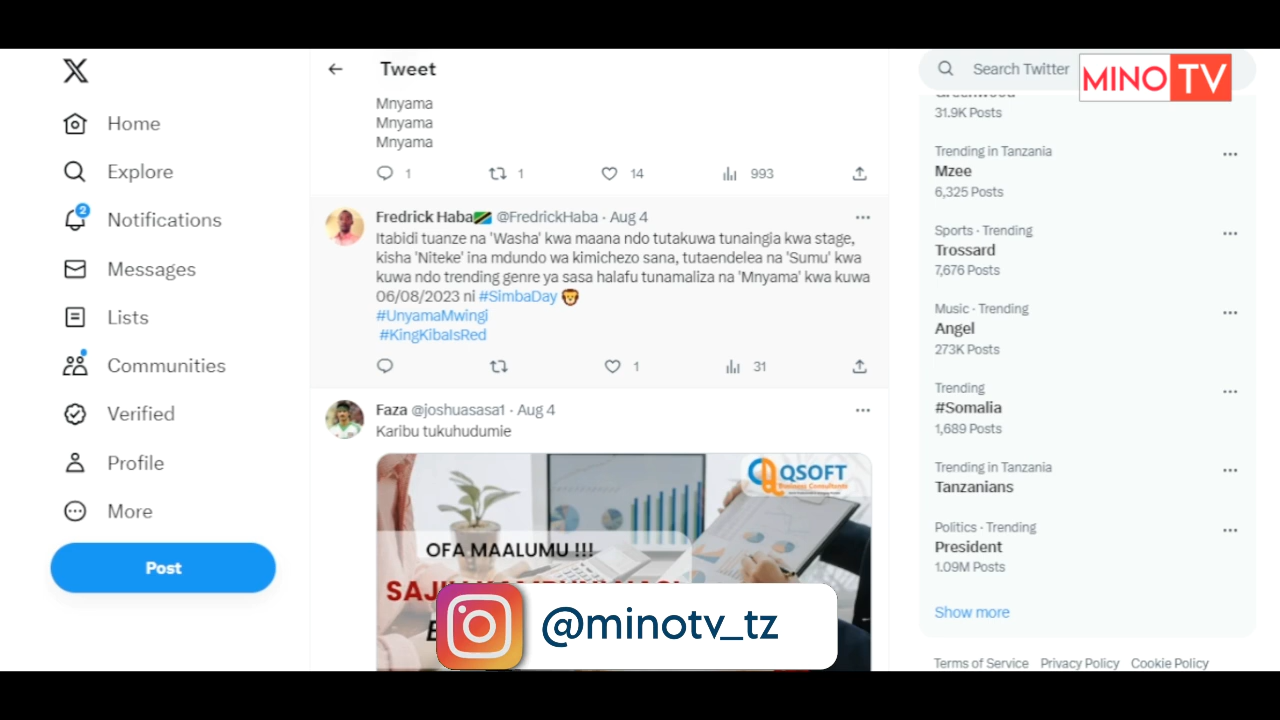 Home
Explore
2
Notifications
Messages
Lists
Communities
Verified
Profile
More
Post
Tweet
Mnyama
Mnyama
Mnyama
1 1 14 993
Fredrick Haba @FredrickHaba · Aug 4
Itabidi tuanze na 'Washa' kwa maana ndo tutakuwa tunaingia kwa stage,
kisha 'Niteke' ina mdundo wa kimichezo sana, tutaendelea na 'Sumu' kwa
kuwa ndo trending genre ya sasa halafu tunamaliza na 'Mnyama' kwa kuwa
06/08/2023 ni #SimbaDay
#UnyamaMwingi
#KingKibaIsRed
1 31
Faza @joshuasasa1 · Aug 4
Karibu tukuhudumie
QSOFT
Business Consultants
OFA MAALUMU !!!
@minotv_tz
Search Twitter
MINO TV
31.9K Posts
Trending in Tanzania
Mzee
6,325 Posts
Sports · Trending
Trossard
7,676 Posts
Music · Trending
Angel
273K Posts
Trending
#Somalia
1,689 Posts
Trending in Tanzania
Tanzanians
Politics · Trending
President
1.09M Posts
Show more
Terms of Service Privacy Policy Cookie Policy